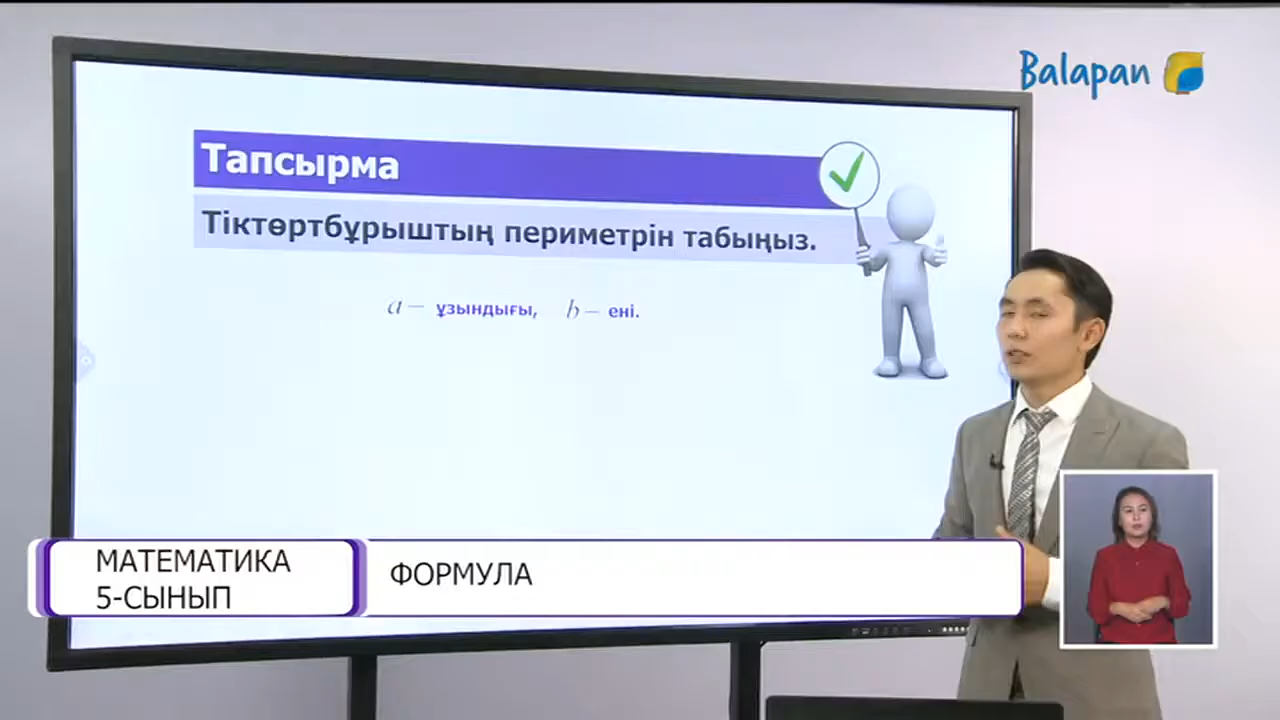 Balapan
Тапсырма
Тіктөртбұрыштың периметрін табыңыз.
a – ұзындығы, b – ені.
МАТЕМАТИКА
5-СЫНЫП
ФОРМУЛА